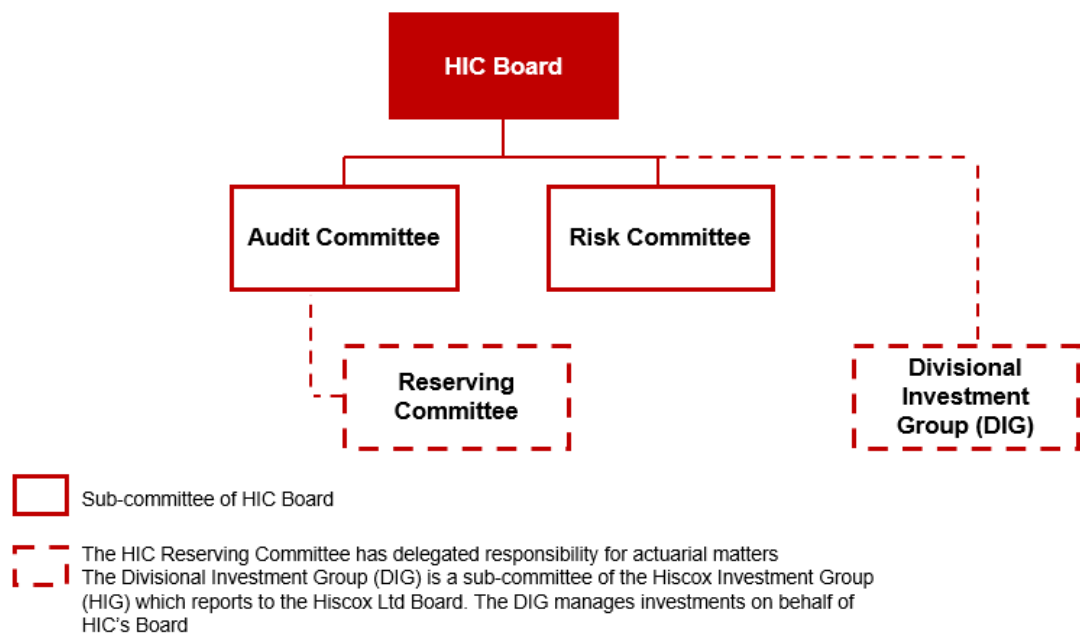 HIC Board
Audit Committee
Risk Committee
Reserving
Committee
Divisional
Investment
Group (DIG)
Sub-committee of HIC Board
The HIC Reserving Committee has delegated responsibility for actuarial matters
The Divisional Investment Group (DIG) is a sub-committee of the Hiscox Investment Group
(HIG) which reports to the Hiscox Ltd Board. The DIG manages investments on behalf of
HIC's Board